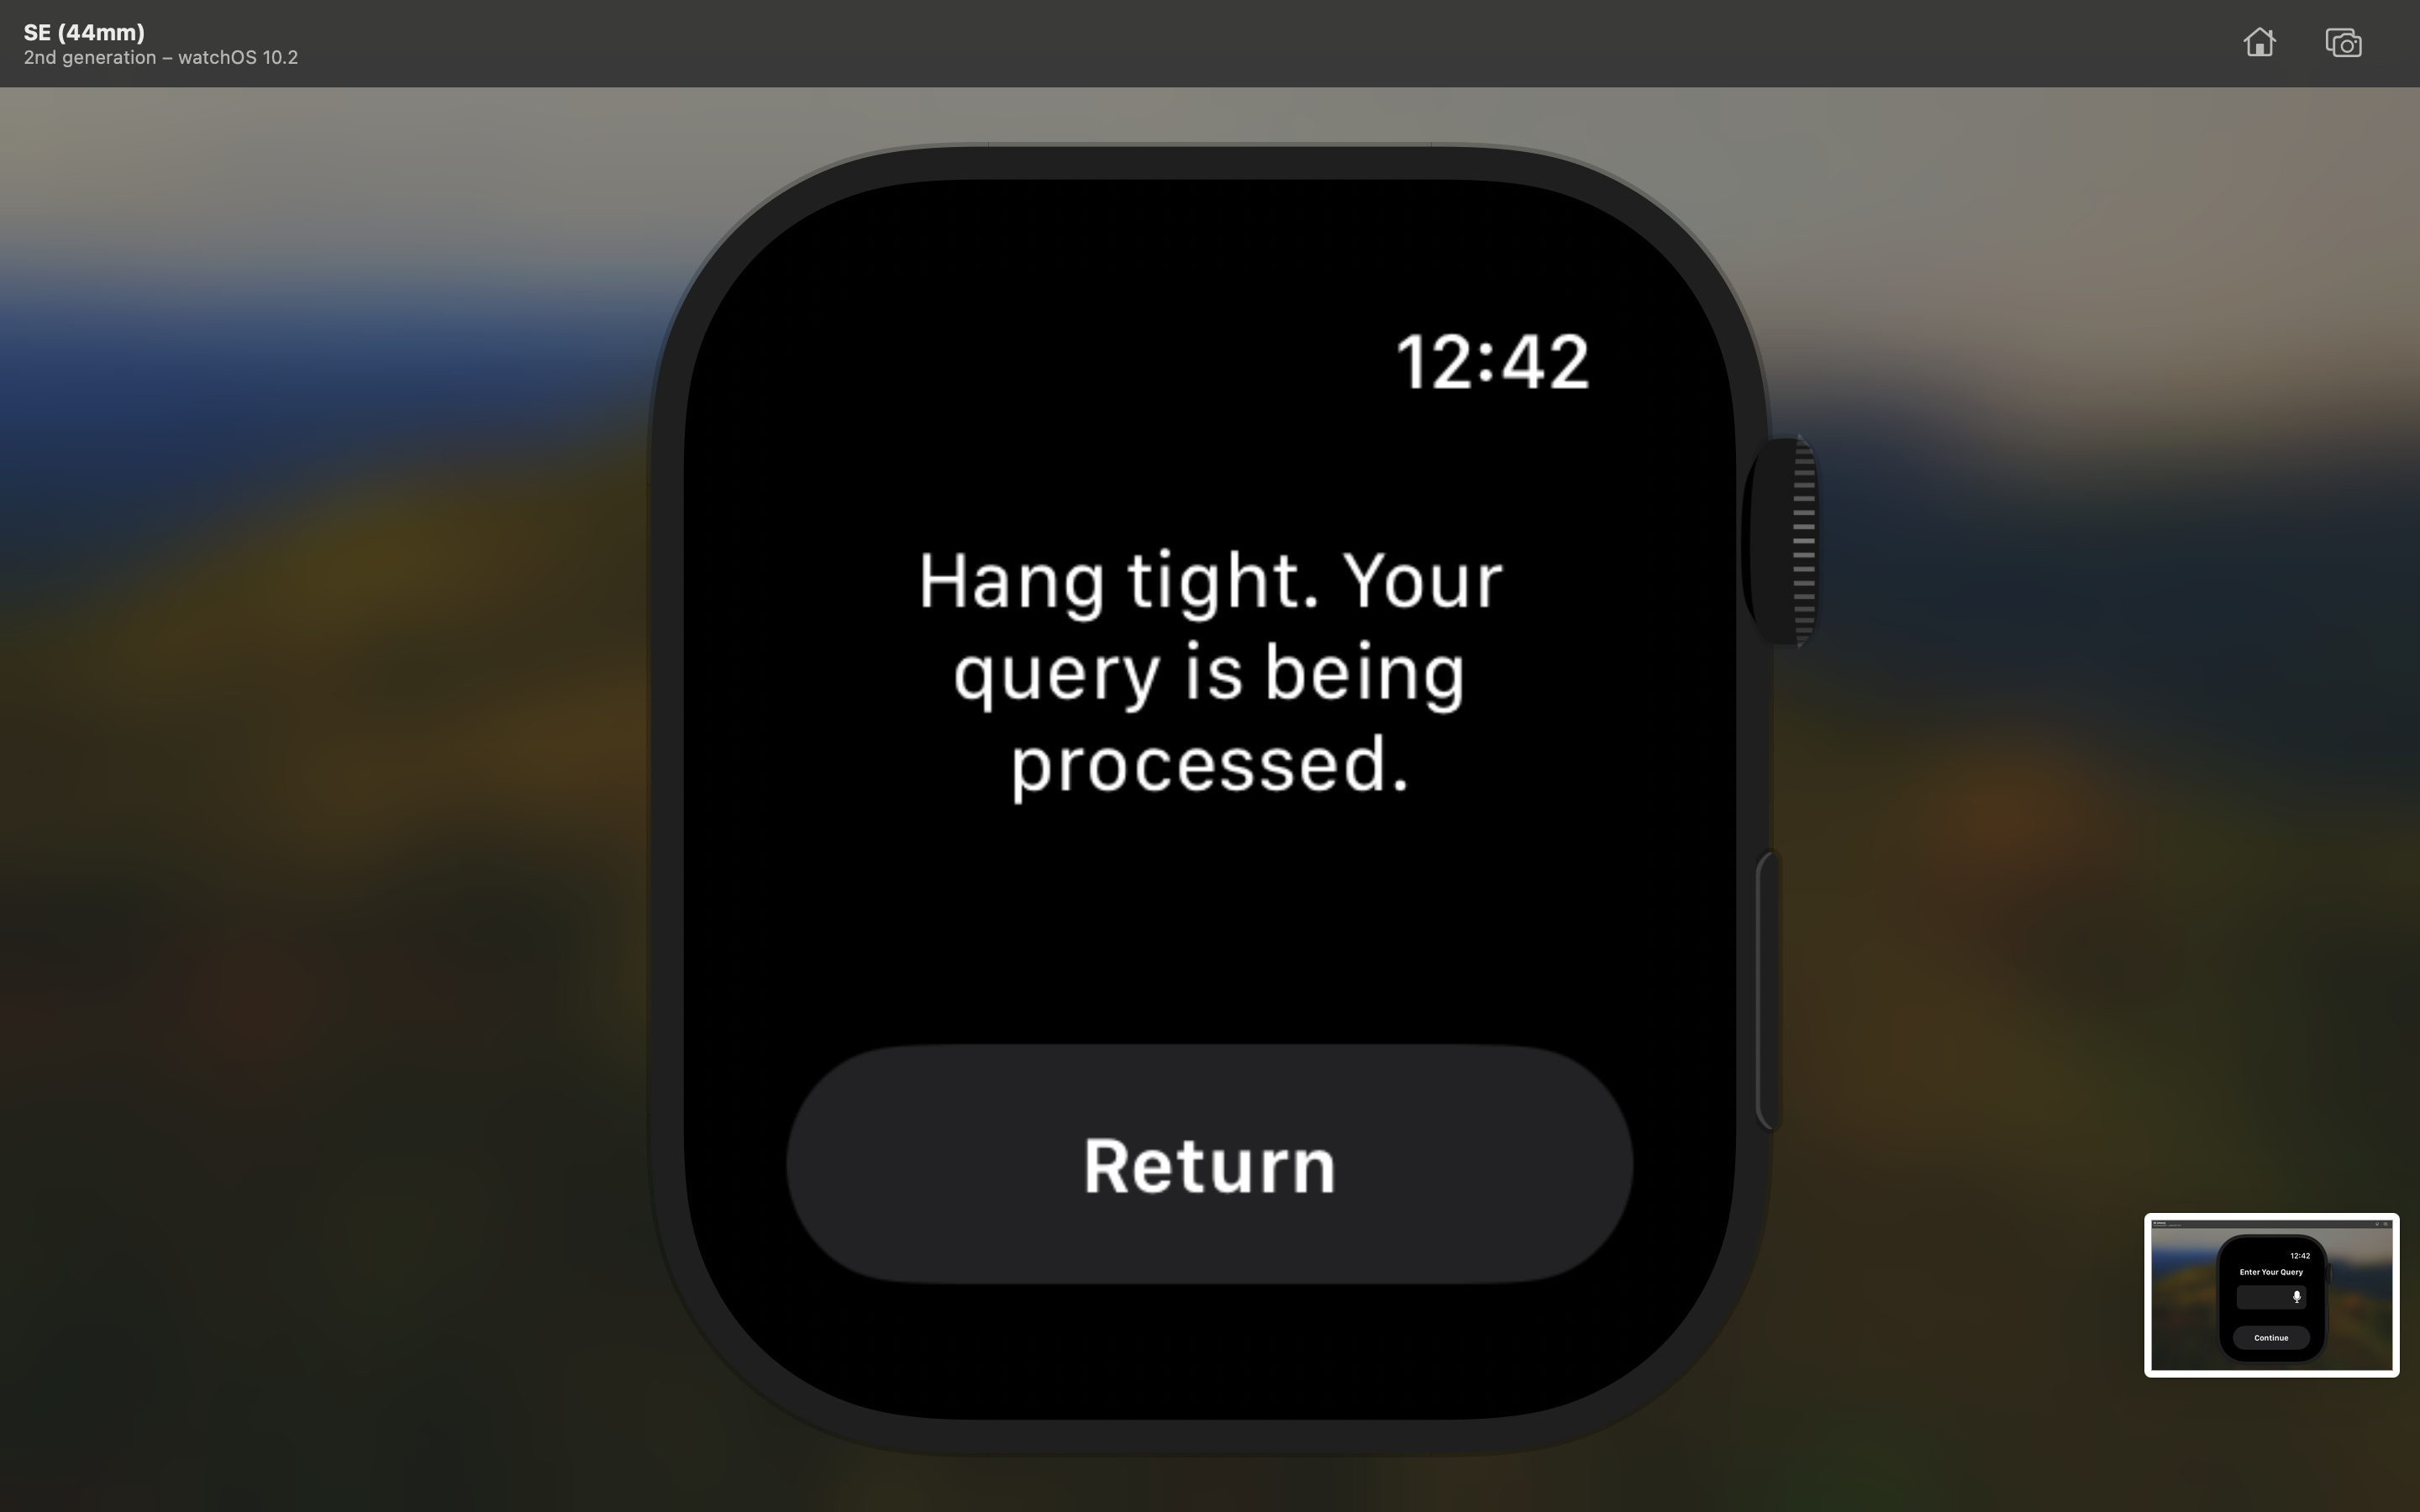 SE (44mm)
2nd generation – watchOS 10.2
12:42
Hang tight. Your
query is being
processed.
Return
12:42
Enter Your Query
Continue